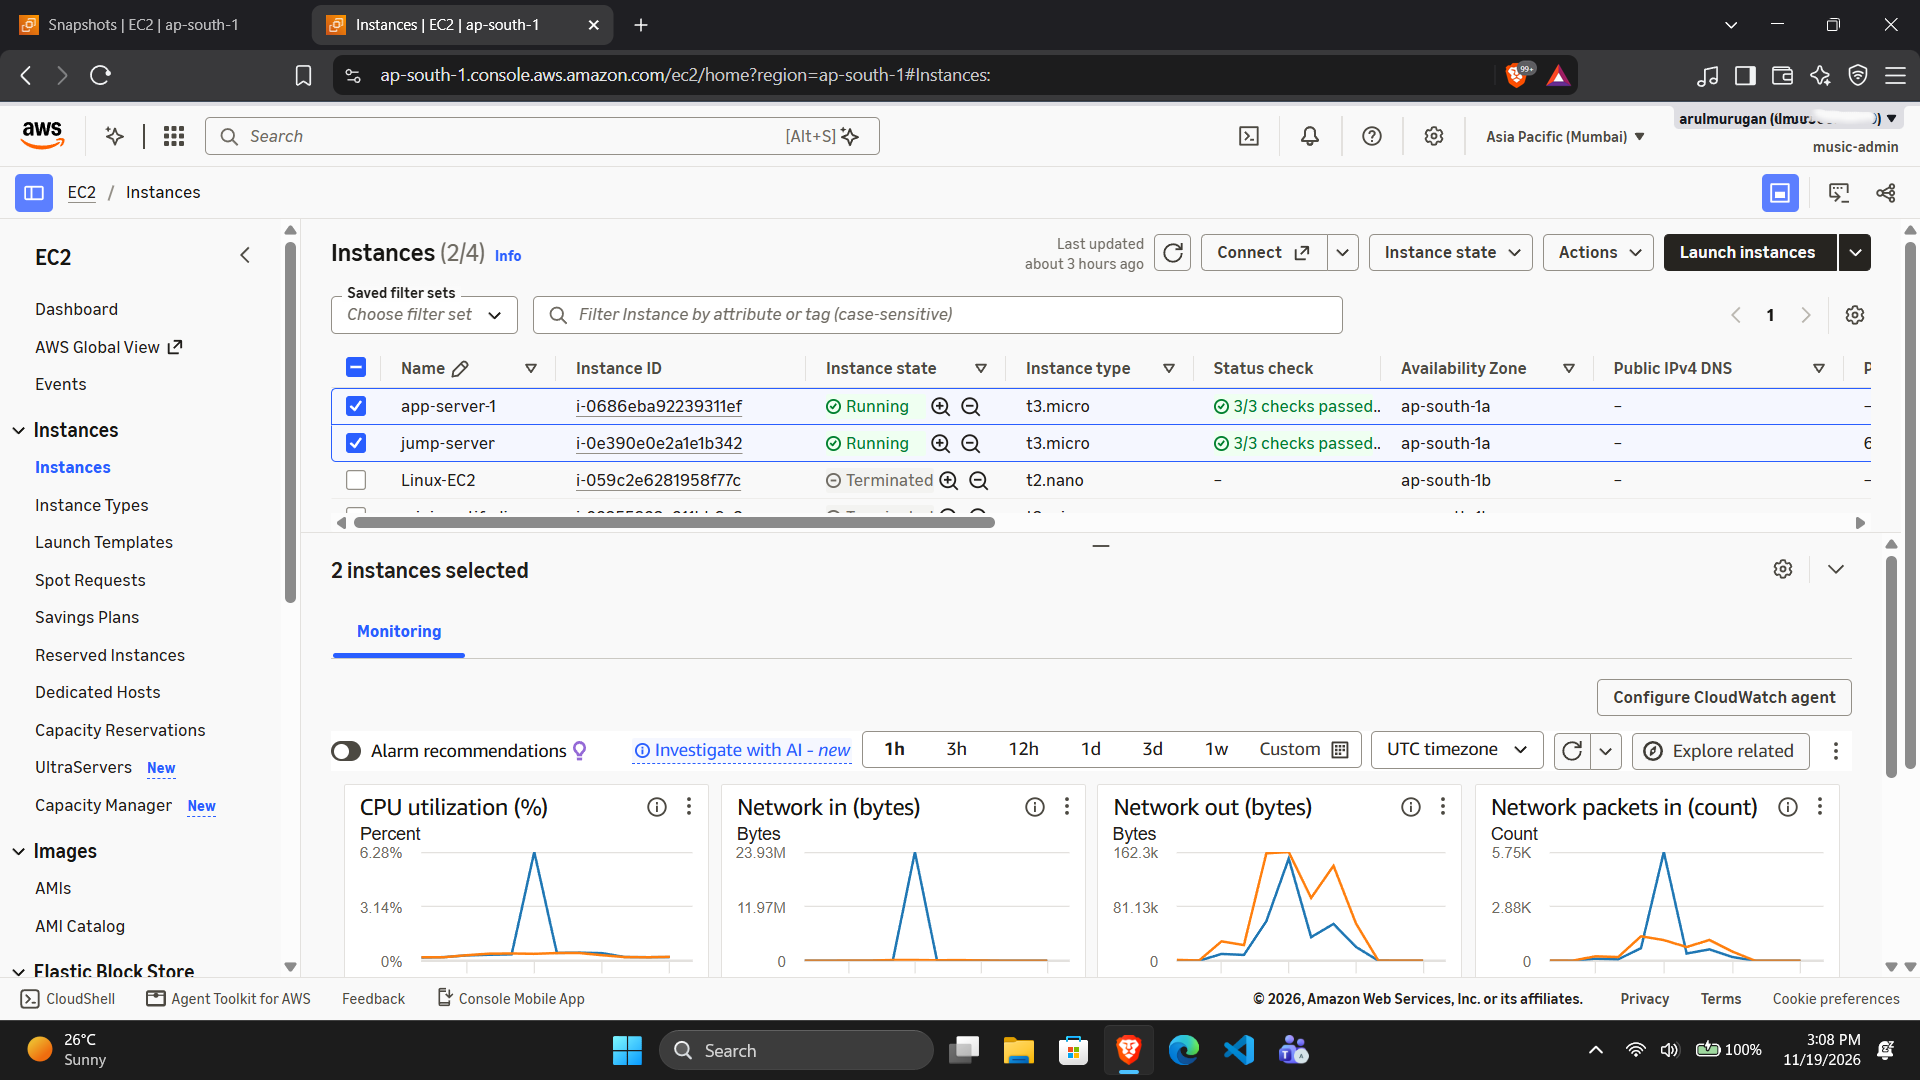 Snapshots | EC2 | ap-south-1
Instances | EC2 | ap-south-1
ap-south-1.console.aws.amazon.com/ec2/home?region=ap-south-1#Instances:
99+
aws
Search
[Alt+S]
Asia Pacific (Mumbai)
arulmurugan
music-admin
EC2 / Instances
EC2
Dashboard
AWS Global View
Events
Instances
Instances
Instance Types
Launch Templates
Spot Requests
Savings Plans
Reserved Instances
Dedicated Hosts
Capacity Reservations
UltraServers New
Capacity Manager New
Images
AMIs
AMI Catalog
Elastic Block Store
Instances (2/4) Info
Last updated
about 3 hours ago
Connect
Instance state
Actions
Launch instances
Saved filter sets
Choose filter set
Filter Instance by attribute or tag (case-sensitive)
1
Name Instance ID Instance state Instance type Status check Availability Zone Public IPv4 DNS P
app-server-1 i-0686eba92239311ef Running t3.micro 3/3 checks passed.. ap-south-1a – –
jump-server i-0e390e0e2a1e1b342 Running t3.micro 3/3 checks passed.. ap-south-1a – 6
Linux-EC2 i-059c2e6281958f77c Terminated t2.nano – ap-south-1b – –
2 instances selected
Monitoring
Configure CloudWatch agent
Alarm recommendations
Investigate with AI - new
1h 3h 12h 1d 3d 1w Custom
UTC timezone
Explore related
CPU utilization (%)
Percent
6.28%
3.14%
0%
Network in (bytes)
Bytes
23.93M
11.97M
0
Network out (bytes)
Bytes
162.3k
81.13k
0
Network packets in (count)
Count
5.75K
2.88K
0
CloudShell
Agent Toolkit for AWS
Feedback
Console Mobile App
© 2026, Amazon Web Services, Inc. or its affiliates.
Privacy
Terms
Cookie preferences
26°C
Sunny
Search
100%
3:08 PM
11/19/2026